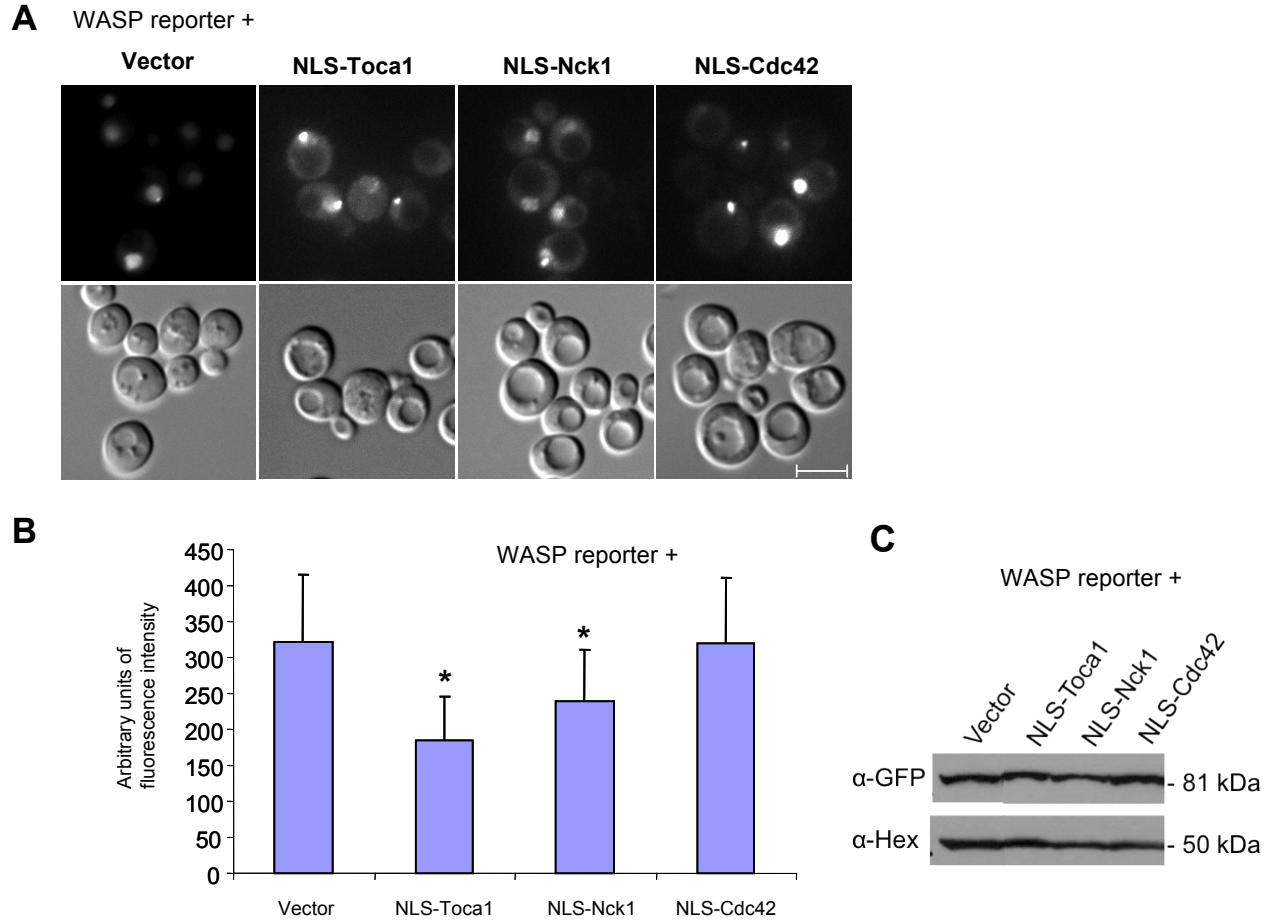 A
WASP reporter +
Vector
NLS-Toca1
NLS-Nck1
NLS-Cdc42
B
WASP reporter +
Arbitrary units of
fluorescence intensity
450
400
350
300
250
200
150
100
50
0
*
*
Vector
NLS-Toca1
NLS-Nck1
NLS-Cdc42
C
WASP reporter +
Vector
NLS-Toca1
NLS-Nck1
NLS-Cdc42
α-GFP
- 81 kDa
α-Hex
- 50 kDa